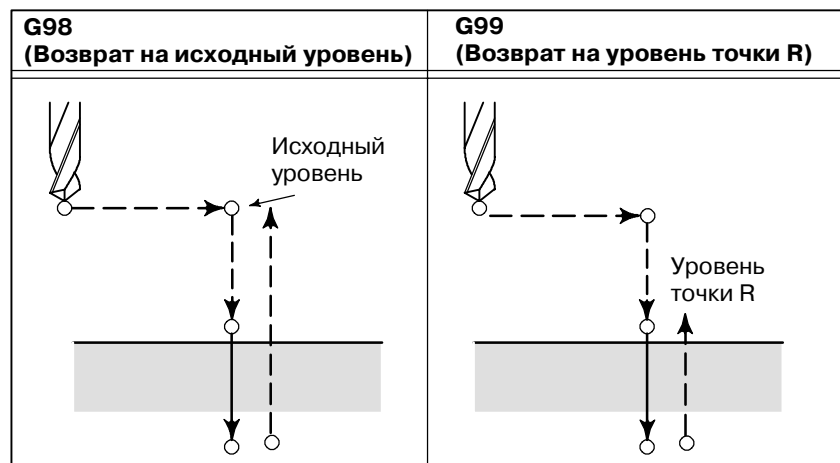 G98
(Возврат на исходный уровень)
G99
(Возврат на уровень точки R)
Исходный
уровень
Уровень
точки R